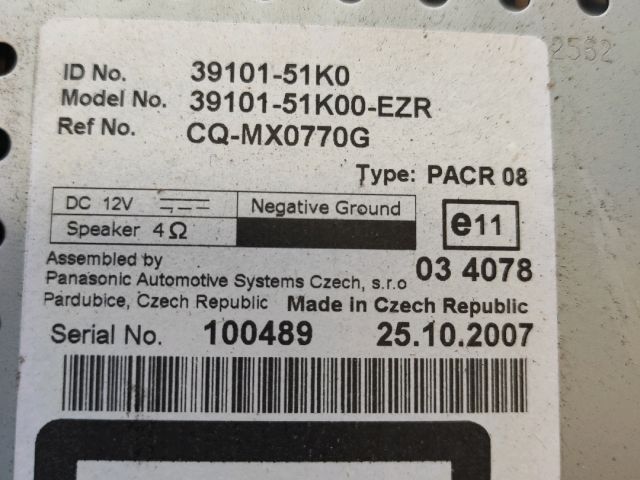 2532
ID No. 39101-51K0
Model No. 39101-51K00-EZR
Ref No. CQ-MX0770G
Type: PACR 08
DC 12V Negative Ground
Speaker 4Ω
e11
Assembled by
Panasonic Automotive Systems Czech, s.r.o 03 4078
Pardubice, Czech Republic Made in Czech Republic
Serial No. 100489 25.10.2007